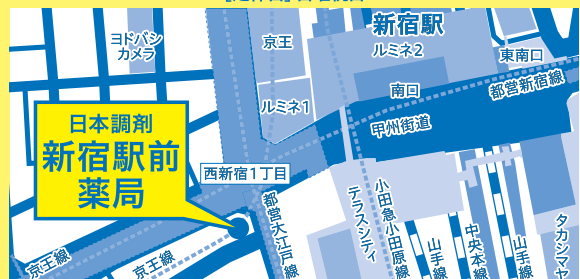 ヨドバシ
カメラ
京王
新宿駅
ルミネ2
東南口
南口
都営新宿線
ルミネ1
甲州街道
日本調剤
新宿駅前
薬局
西新宿1丁目
都営大江戸線
テラスシティ
小田急小田原線
山手線
中央本線
山手線
タカシマヤ
京王線
京王線